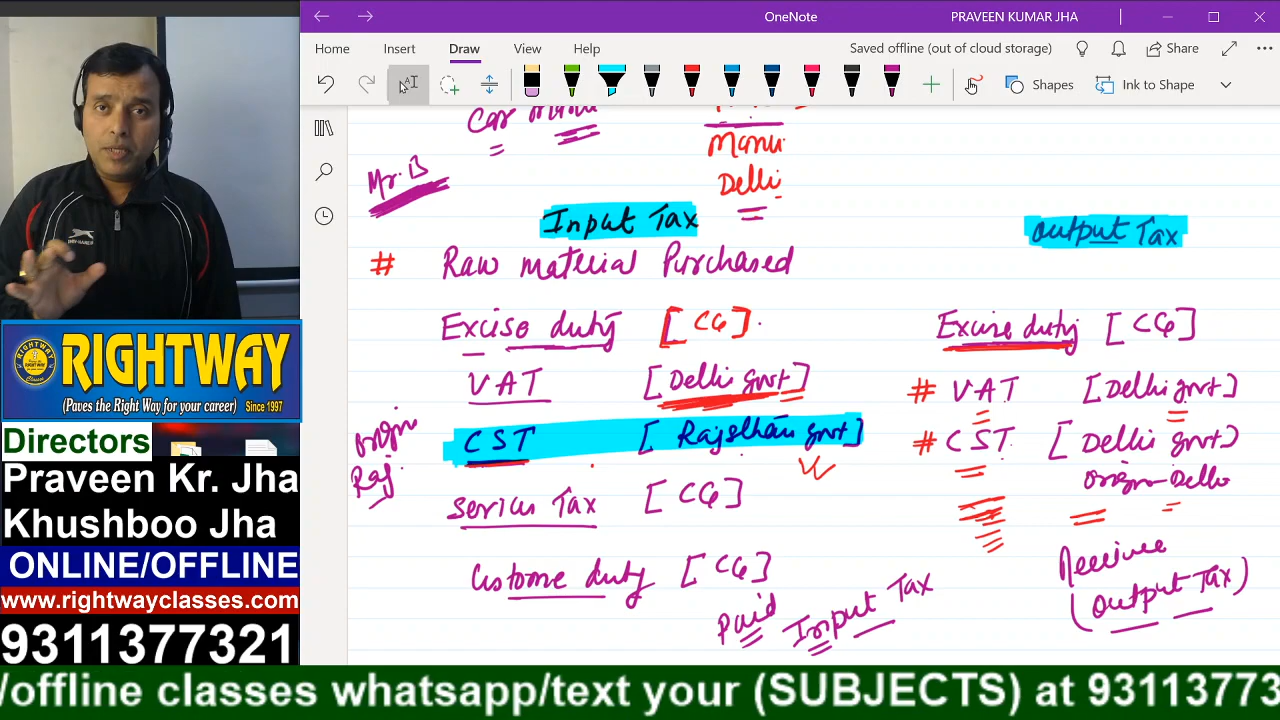 OneNote
PRAVEEN KUMAR JHA
Home Insert Draw View Help
Saved offline (out of cloud storage)
Share
Shapes
Ink to Shape
Car
Manu
Delhi
Mr. B
Input Tax
Output Tax
# Raw material Purchased
Excise duty [CG].
Excise duty [CG]
VAT [Delhi govt]
# VAT [Delhi govt]
CST [Rajsthan govt]
# CST [Delhi govt]
origin
Raj
origin-Delhi
Service Tax [CG]
Custome duty [CG]
Paid
Input Tax
Receive
(Output Tax)
RIGHTWAY
Classes
(Paves the Right Way for your career) Since 1997
Directors
Praveen Kr. Jha
Khushboo Jha
ONLINE/OFFLINE
www.rightwayclasses.com
9311377321
/offline classes whatsapp/text your (SUBJECTS) at 93113773